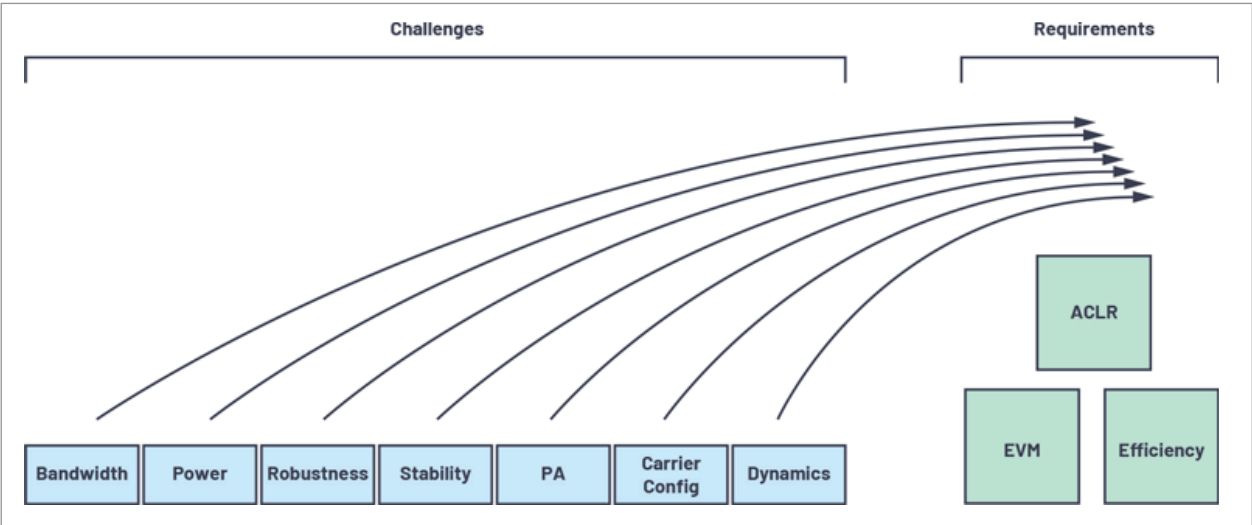 Challenges
Requirements
ACLR
EVM
Efficiency
Bandwidth
Power
Robustness
Stability
PA
Carrier
Config
Dynamics